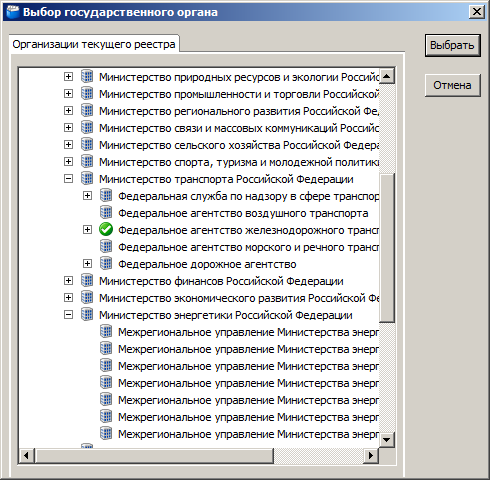 Выбор государственного органа
Организации текущего реестра
Выбрать
Отмена
Министерство природных ресурсов и экологии Российс
Министерство промышленности и торговли Российской
Министерство регионального развития Российской Фед
Министерство связи и массовых коммуникаций Российс
Министерство сельского хозяйства Российской Федера
Министерство спорта, туризма и молодежной политики
Министерство транспорта Российской Федерации
Федеральная служба по надзору в сфере транспор
Федеральное агентство воздушного транспорта
Федеральное агентство железнодорожного трансп
Федеральное агентство морского и речного трансп
Федеральное дорожное агентство
Министерство финансов Российской Федерации
Министерство экономического развития Российской Фе
Министерство энергетики Российской Федерации
Межрегиональное управление Министерства энерг
Межрегиональное управление Министерства энерг
Межрегиональное управление Министерства энерг
Межрегиональное управление Министерства энерг
Межрегиональное управление Министерства энерг
Межрегиональное управление Министерства энерг
Межрегиональное управление Министерства энерг